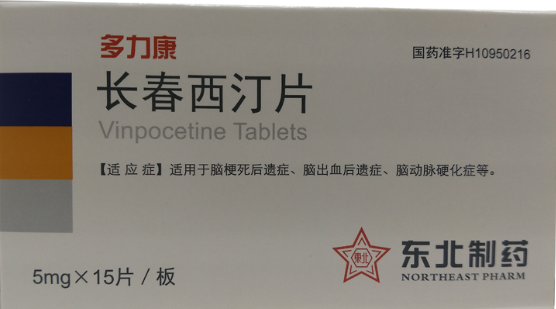 多力康
国药准字H10950216
长春西汀片
Vinpocetine Tablets
【适 应 症】适用于脑梗死后遗症、脑出血后遗症、脑动脉硬化症等。
東北
东北制药
NORTHEAST PHARM
5mg×15片/板